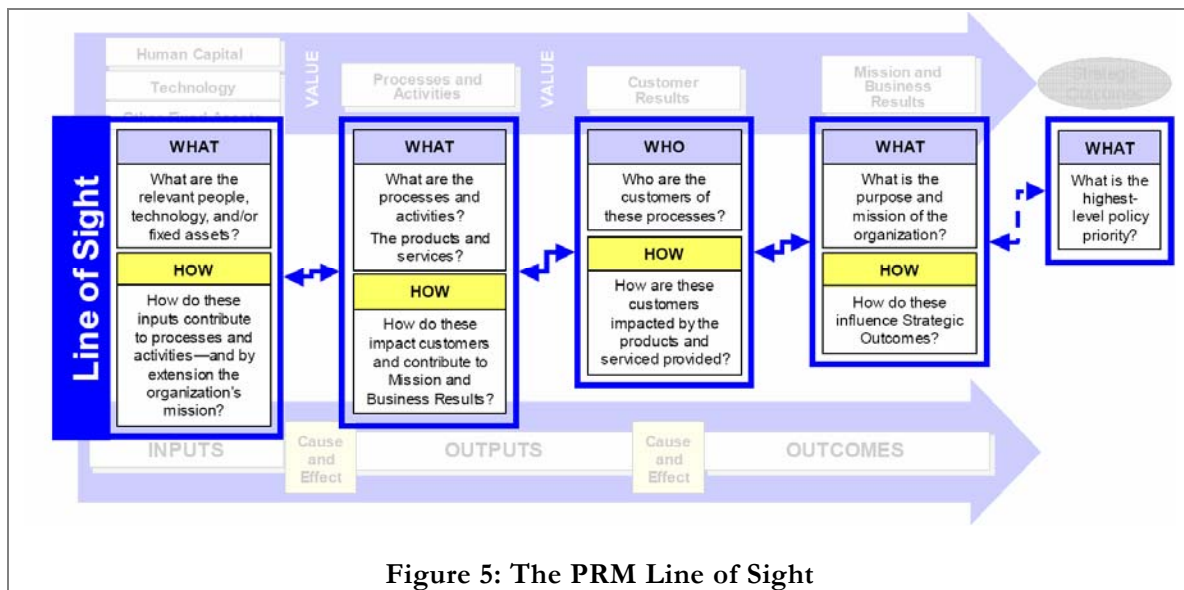 Human Capital
Technology
Other Fixed Assets
VALUE
Processes and
Activities
VALUE
Customer
Results
Mission and
Business
Results
Strategic
Outcomes
Line of Sight
WHAT
What are the
relevant people,
technology, and/or
fixed assets?
HOW
How do these
inputs contribute
to processes and
activities—and by
extension the
organization's
mission?
WHAT
What are the
processes and
activities?
The products and
services?
HOW
How do these
impact customers
and contribute to
Mission and
Business Results?
WHO
Who are the
customers of
these processes?
HOW
How are these
customers
impacted by the
products and
serviced provided?
WHAT
What is the
purpose and
mission of the
organization?
HOW
How do these
influence Strategic
Outcomes?
WHAT
What is the
highest-
level policy
priority?
INPUTS
Cause
and
Effect
OUTPUTS
Cause
and
Effect
OUTCOMES
Figure 5: The PRM Line of Sight